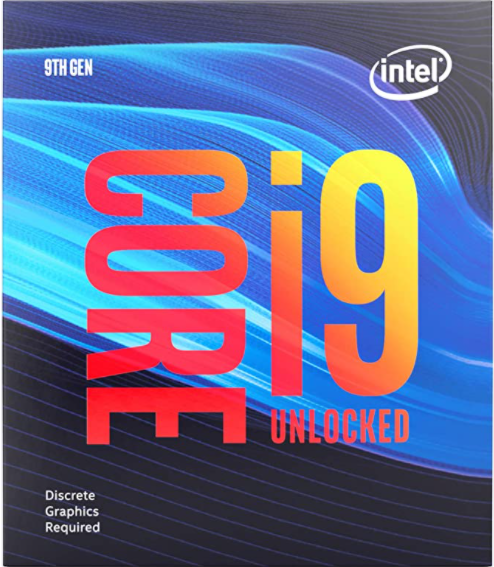 9TH GEN
intel
CORE
i9
UNLOCKED
Discrete
Graphics
Required